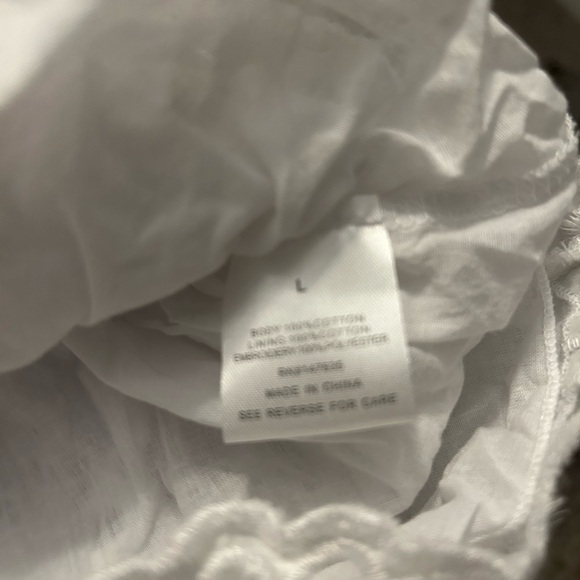 L
BODY 100%COTTON
LINING 100%COTTON
EMBROIDERY 100%POLYESTER
MADE IN CHINA
SEE REVERSE FOR CARE